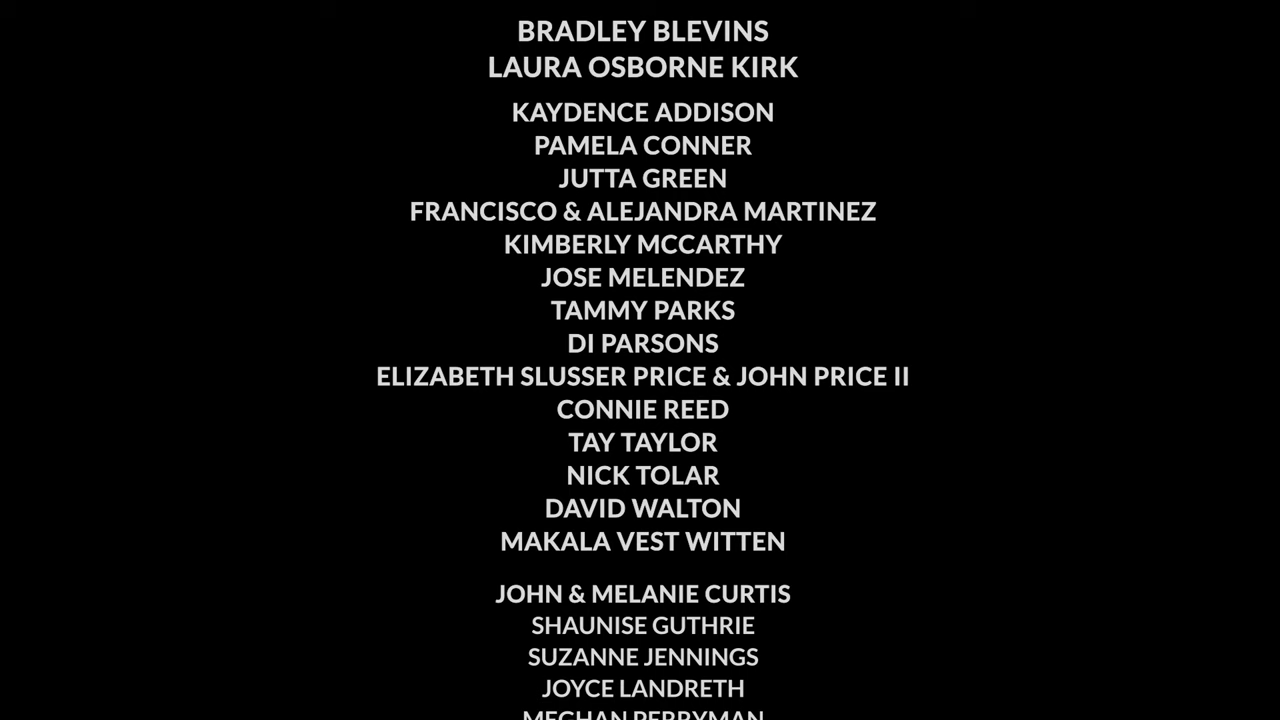 BRADLEY BLEVINS
LAURA OSBORNE KIRK
KAYDENCE ADDISON
PAMELA CONNER
JUTTA GREEN
FRANCISCO & ALEJANDRA MARTINEZ
KIMBERLY MCCARTHY
JOSE MELENDEZ
TAMMY PARKS
DI PARSONS
ELIZABETH SLUSSER PRICE & JOHN PRICE II
CONNIE REED
TAY TAYLOR
NICK TOLAR
DAVID WALTON
MAKALA VEST WITTEN
JOHN & MELANIE CURTIS
SHAUNISE GUTHRIE
SUZANNE JENNINGS
JOYCE LANDRETH
MEGHAN PERRYMAN